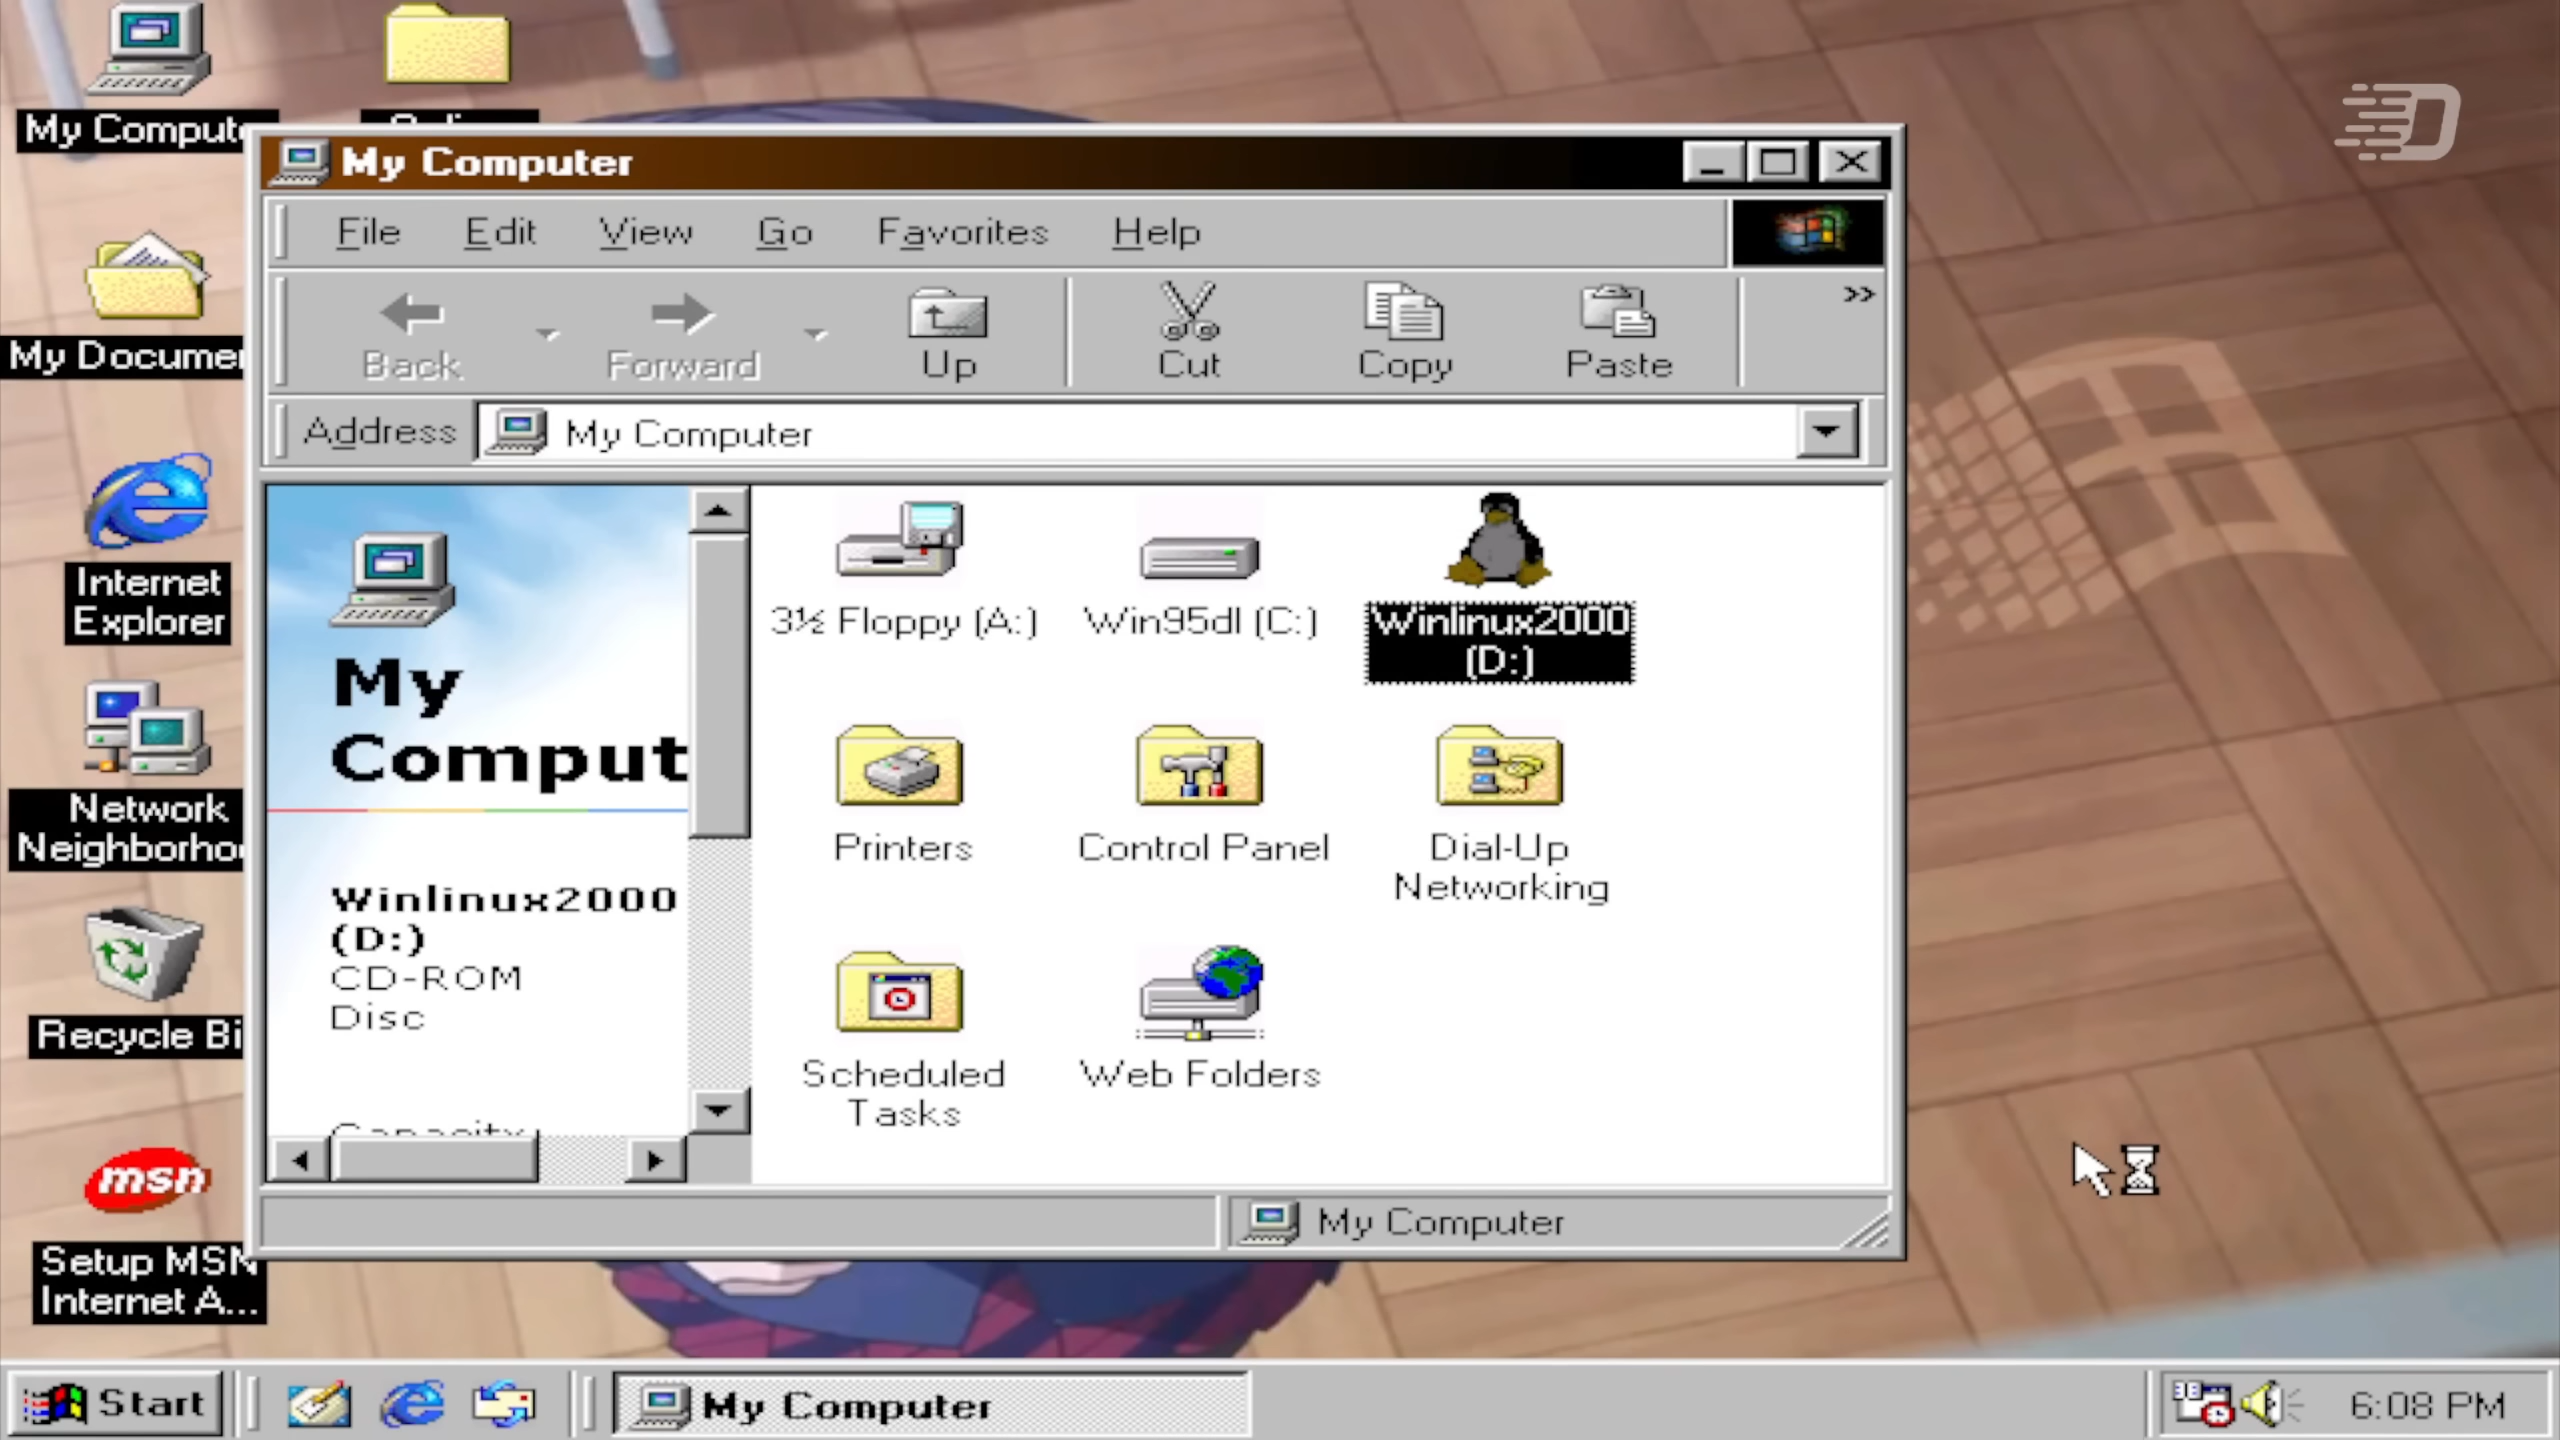 My Compute
My Documen
Internet
Explorer
Network
Neighborho
Recycle Bi
msn
Setup MSN
Internet A...
My Computer
File Edit View Go Favorites Help
Back Forward Up Cut Copy Paste >>
Address My Computer
My
Comput
Winlinux2000
(D:)
CD-ROM
Disc
Capacity
3½ Floppy (A:) Win95dl (C:) Winlinux2000
(D:)
Printers Control Panel Dial-Up
Networking
Scheduled
Tasks
Web Folders
My Computer
Start My Computer 6:08 PM